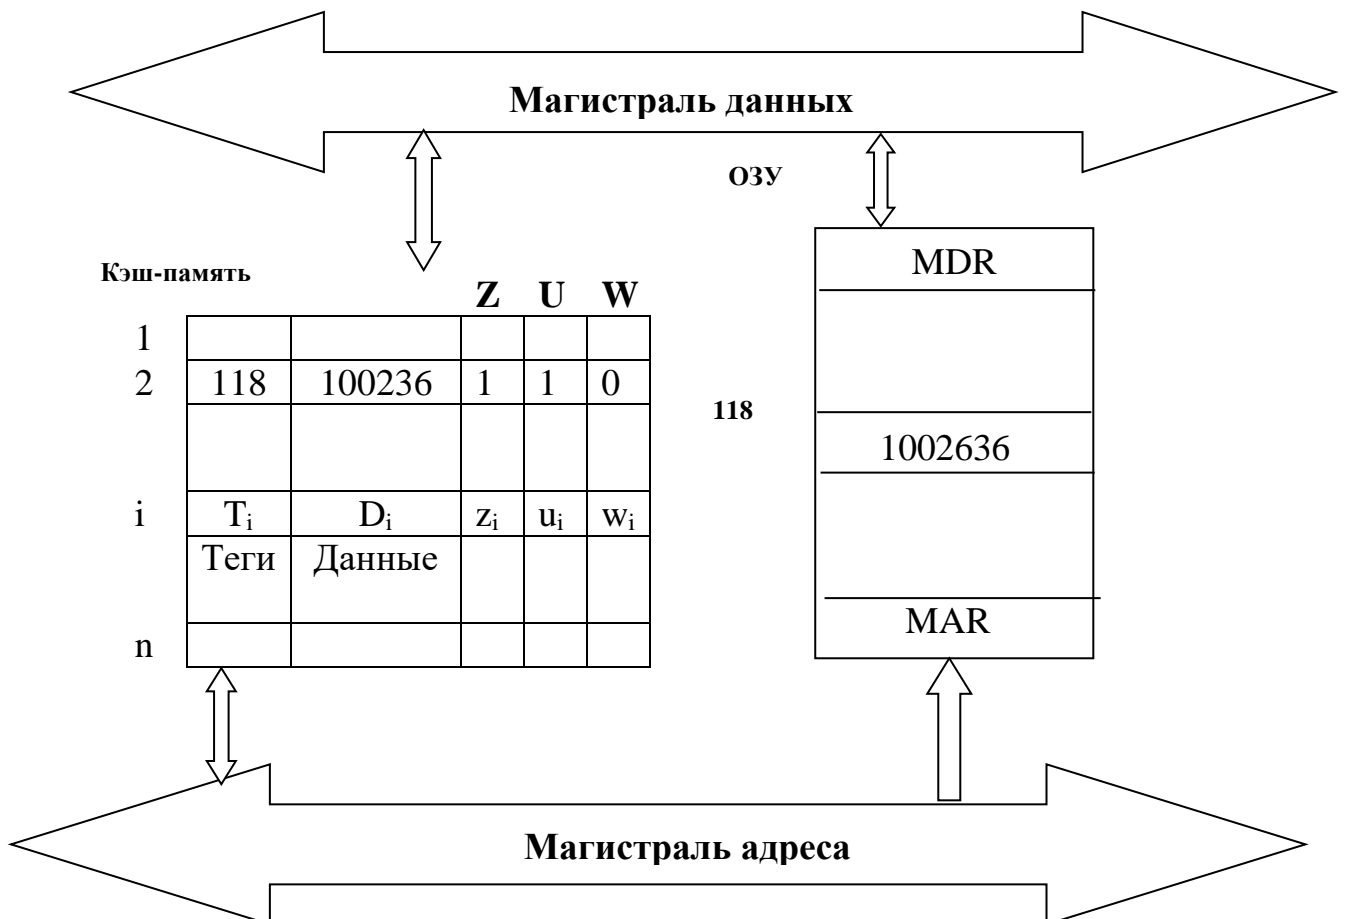 Магистраль данных
ОЗУ
MDR
Кэш-память
Z U W
1
2 118 100236 1 1 0
118
1002636
i Ti Di zi ui wi
Теги Данные
MAR
n
Магистраль адреса